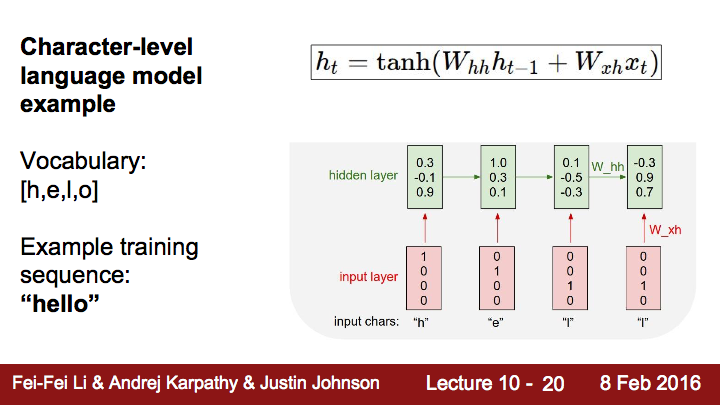 Character-level
language model
example
h_t = tanh(W_{hh}h_{t−1} + W_{xh}x_t)
Vocabulary:
[h,e,l,o]
Example training
sequence:
“hello”
hidden layer
0.3
-0.1
0.9
1.0
0.3
0.1
0.1
-0.5
-0.3
W_hh
-0.3
0.9
0.7
W_xh
input layer
1
0
0
0
0
1
0
0
0
0
1
0
0
0
1
0
input chars: “h” “e” “l” “l”
Fei-Fei Li & Andrej Karpathy & Justin Johnson Lecture 10 - 20 8 Feb 2016